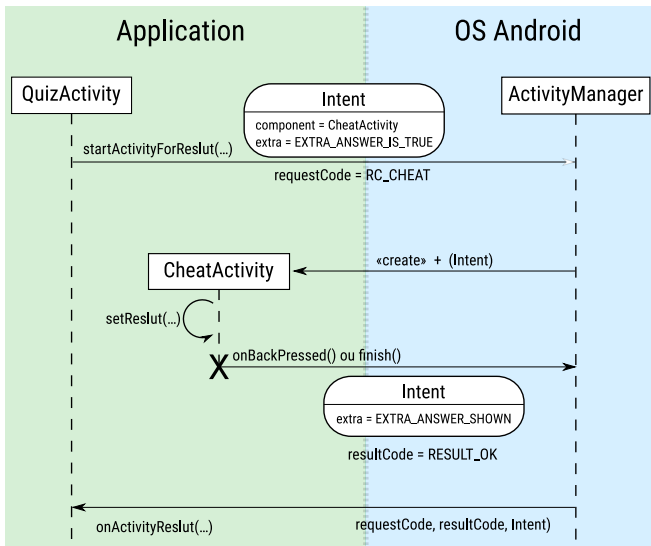 Application
OS Android
QuizActivity
ActivityManager
Intent
component = CheatActivity
extra = EXTRA_ANSWER_IS_TRUE
startActivityForReslut(...)
requestCode = RC_CHEAT
«create» + (Intent)
CheatActivity
setReslut(...)
X
onBackPressed() ou finish()
Intent
extra = EXTRA_ANSWER_SHOWN
resultCode = RESULT_OK
onActivityReslut(...)
requestCode, resultCode, Intent)